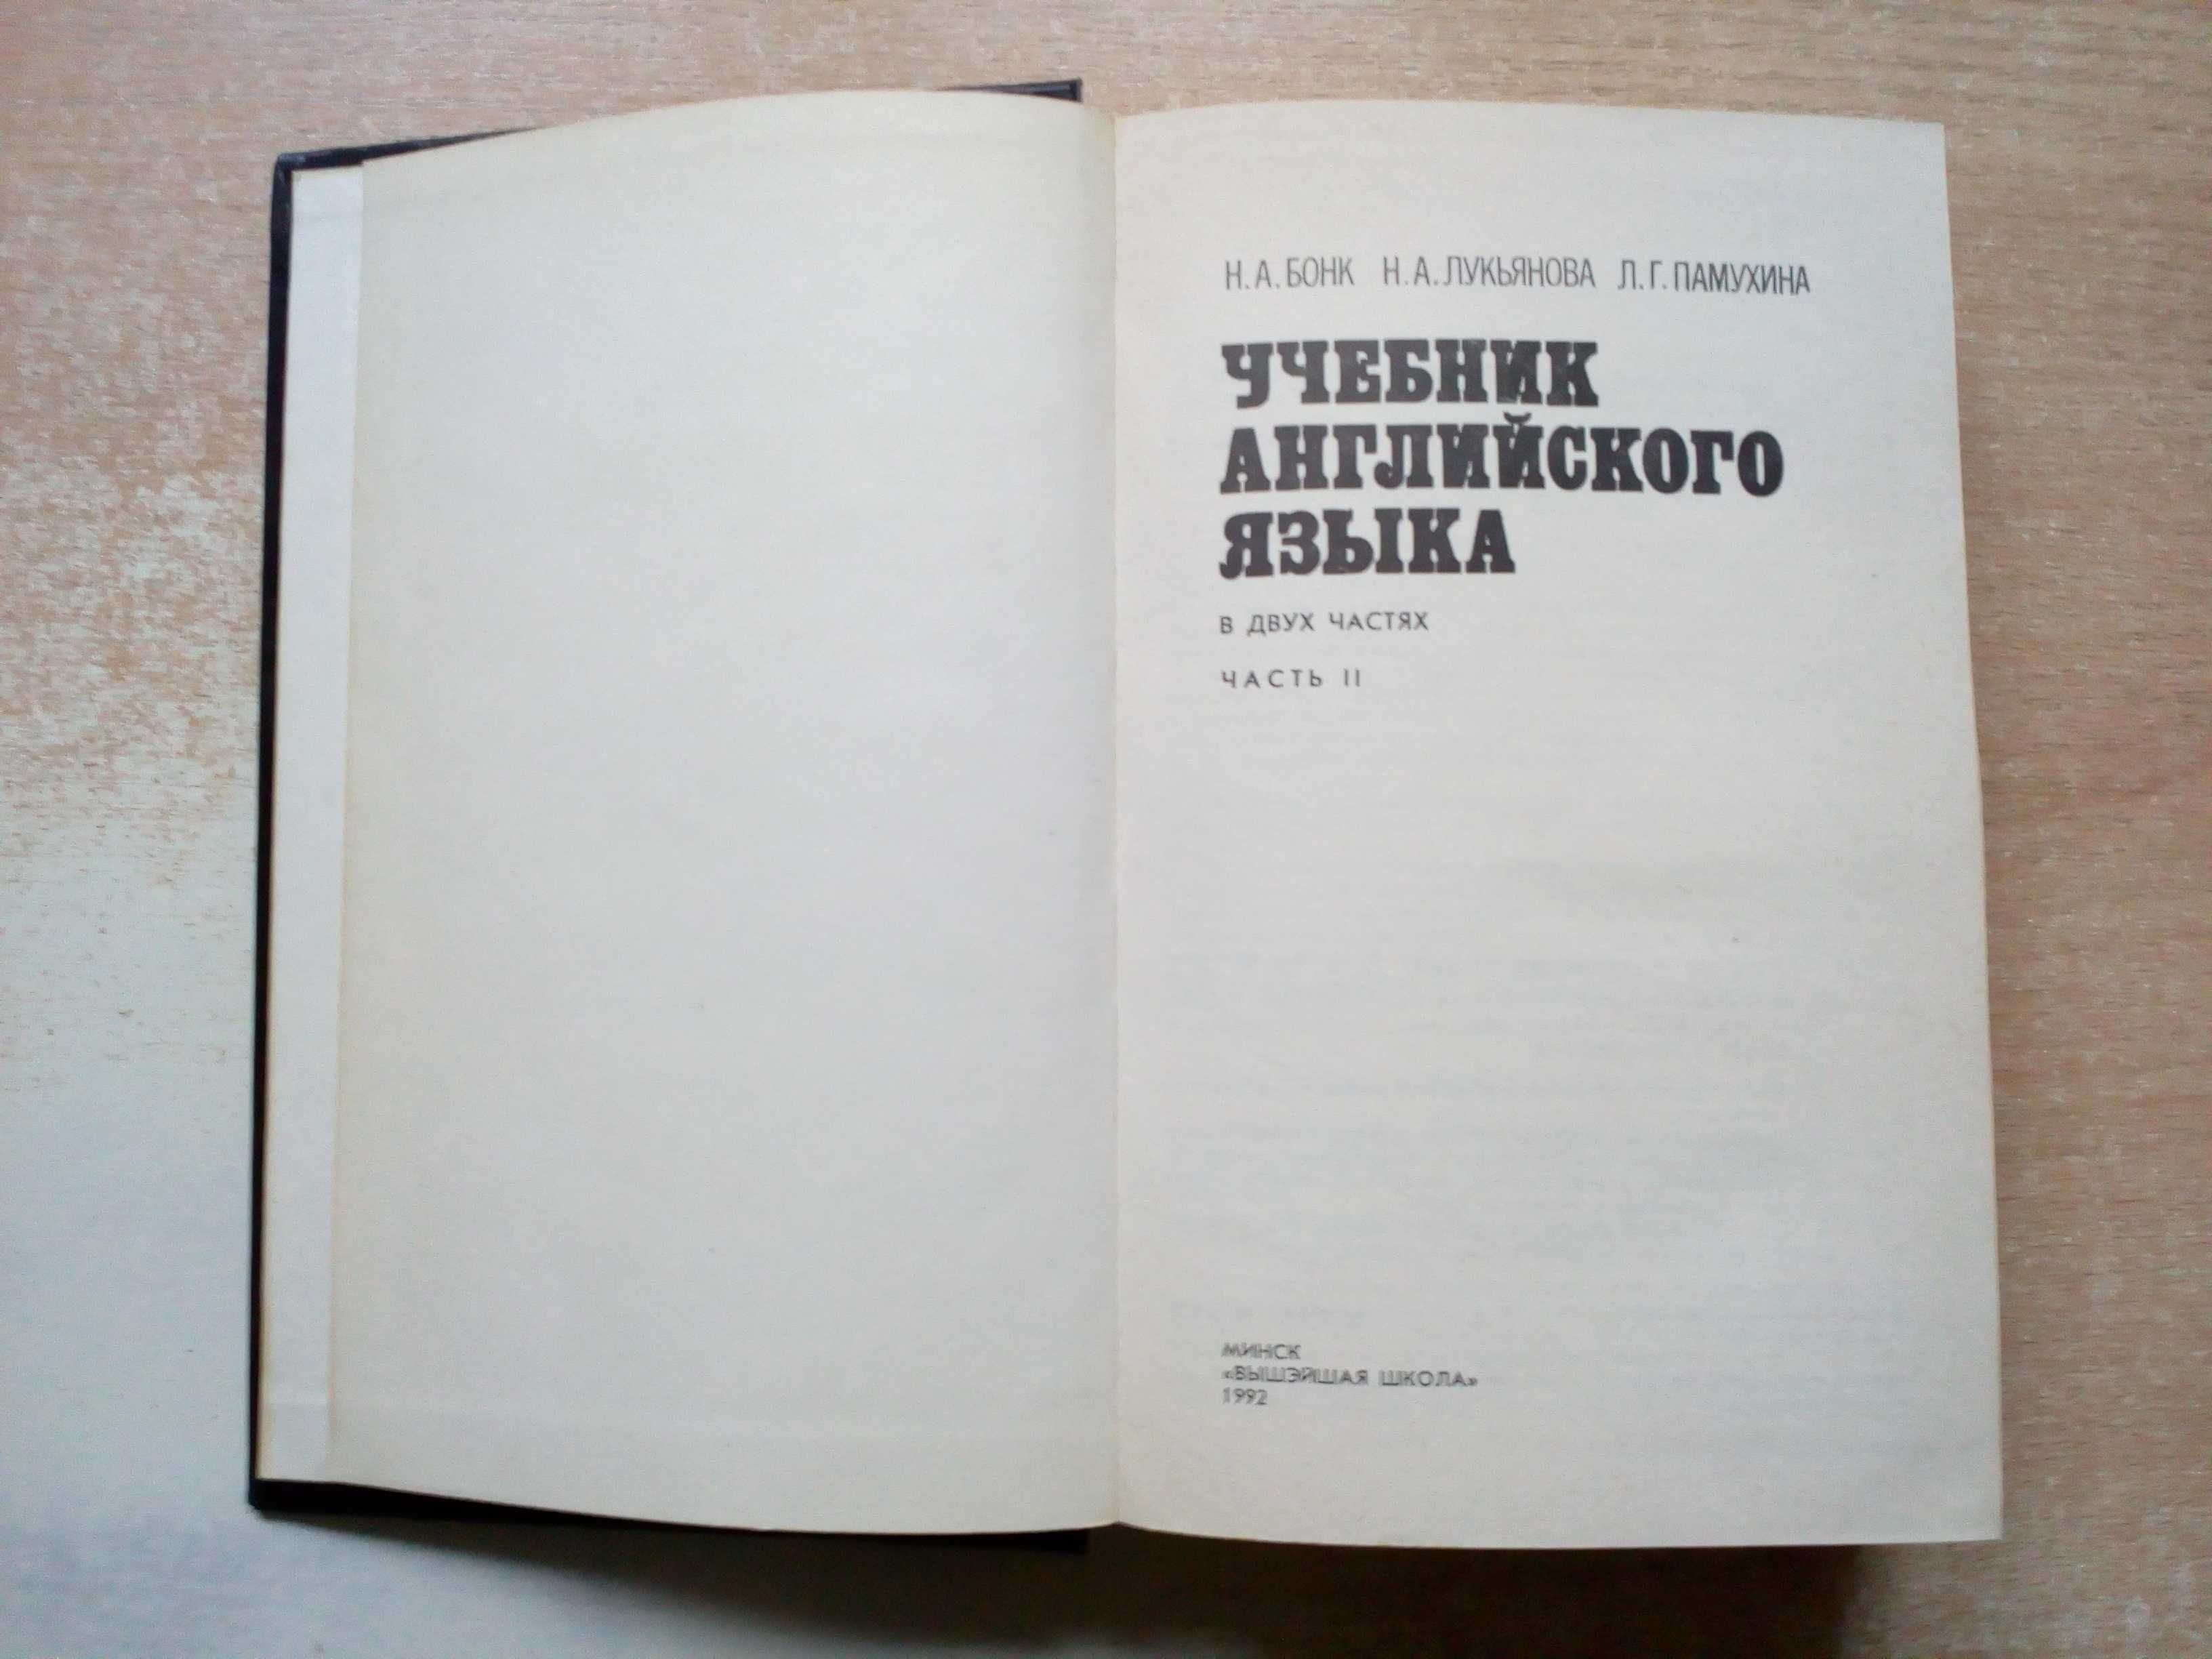 Н. А. БОНК Н. А. ЛУКЬЯНОВА Л. Г. ПАМУХИНА
УЧЕБНИК
АНГЛИЙСКОГО
ЯЗЫКА
В ДВУХ ЧАСТЯХ
ЧАСТЬ II
МИНСК
«ВЫШЭЙШАЯ ШКОЛА»
1992